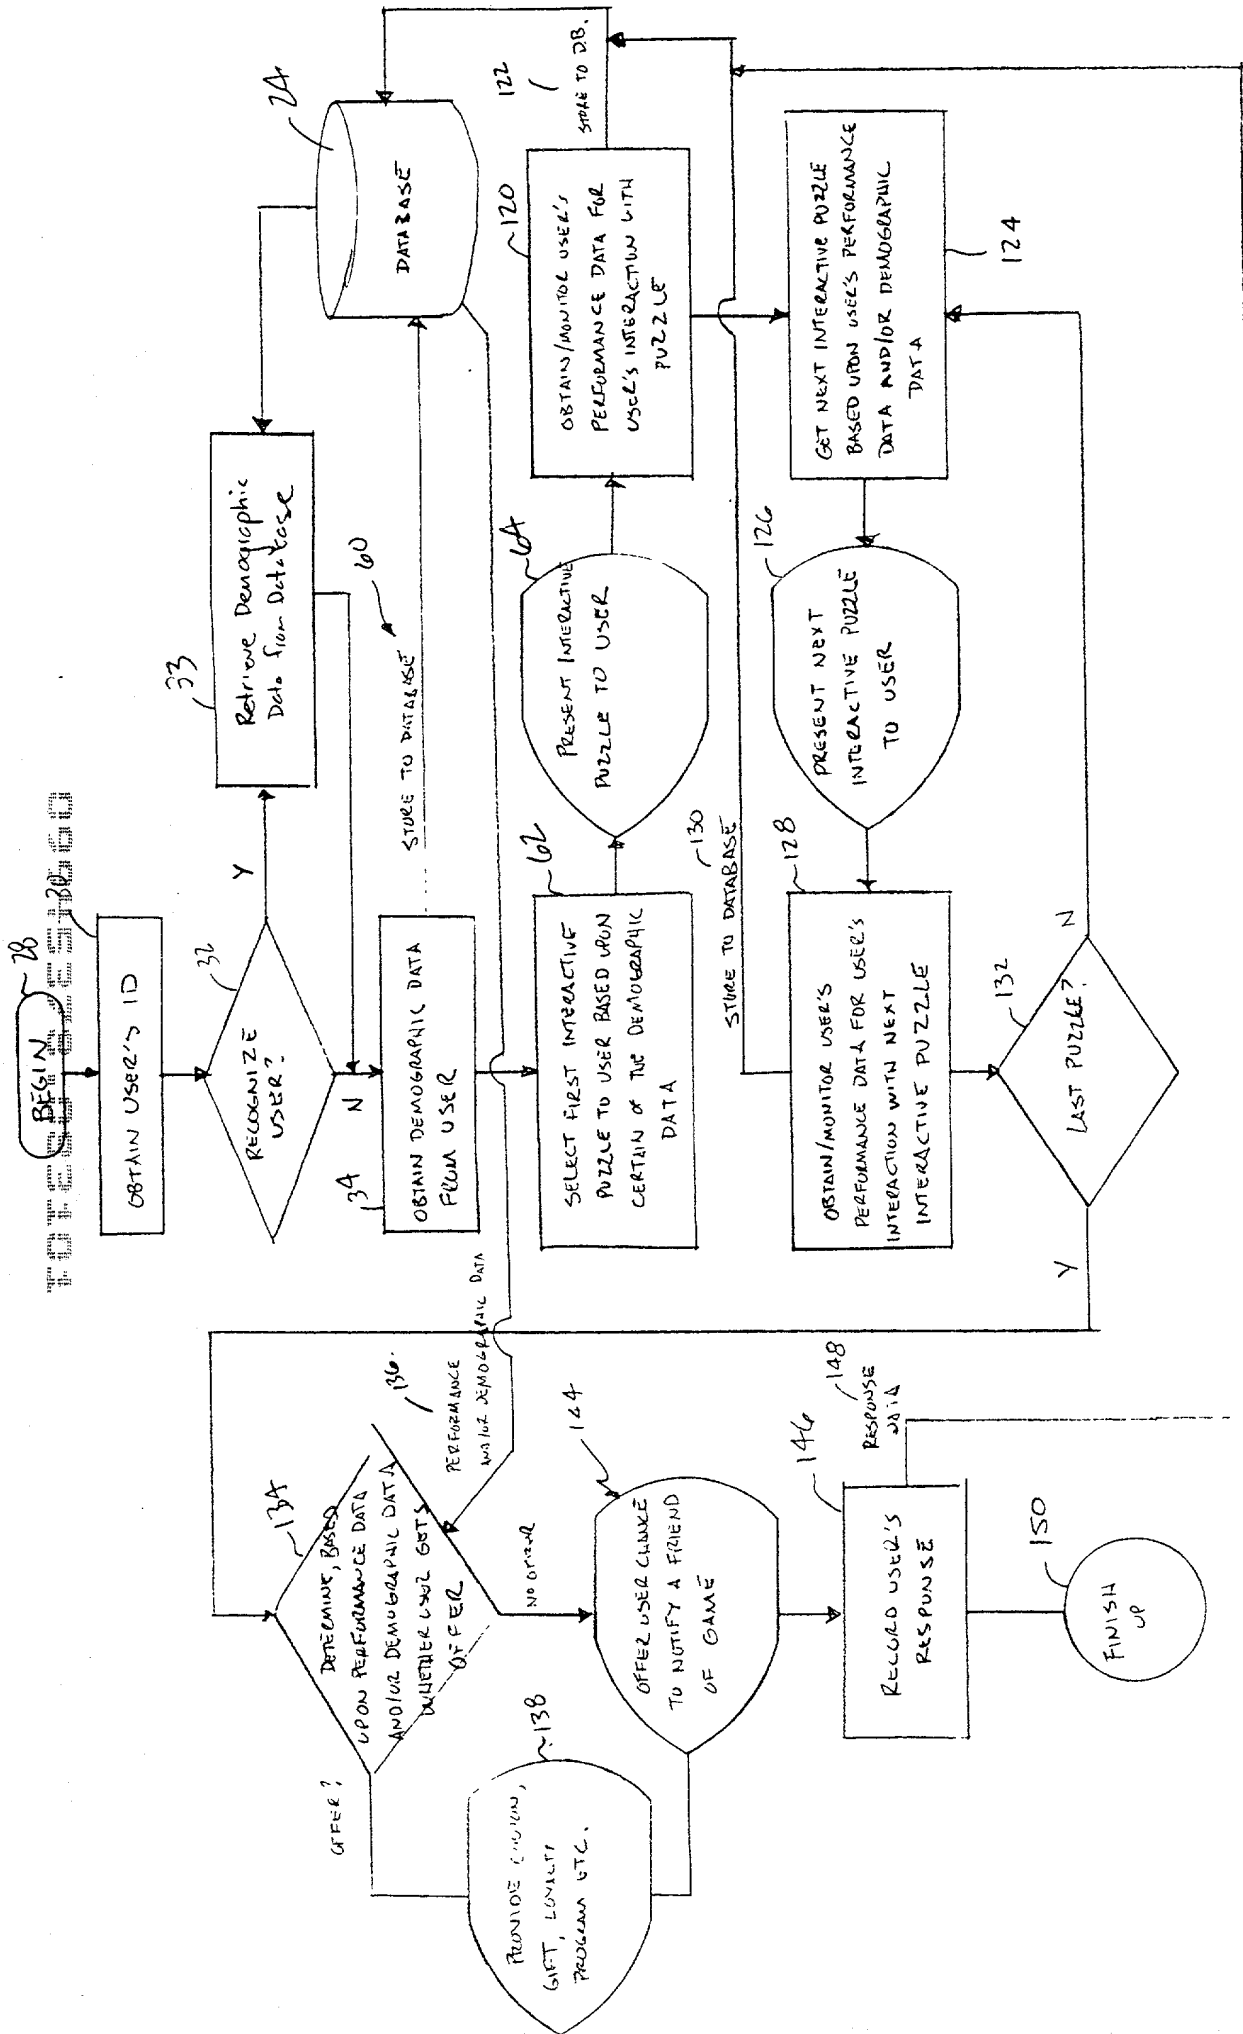 BEGIN
28
OBTAIN USER'S ID
30
RECOGNIZE
USER?
32
Y
N
33
Retrieve Demographic
Data from Database
24
DATABASE
34
OBTAIN DEMOGRAPHIC DATA
FROM USER
STORE TO DATABASE
60
SELECT FIRST INTERACTIVE
PUZZLE TO USER BASED UPON
CERTAIN OF THE DEMOGRAPHIC
DATA
62
PRESENT INTERACTIVE
PUZZLE TO USER
64
OBTAIN/MONITOR USER'S
PERFORMANCE DATA FOR
USER'S INTERACTION WITH
PUZZLE
120
STORE TO D.B.
122
GET NEXT INTERACTIVE PUZZLE
BASED UPON USER'S PERFORMANCE
DATA AND/OR DEMOGRAPHIC
DATA
124
PRESENT NEXT
INTERACTIVE PUZZLE
TO USER
126
STORE TO DATABASE
130
OBTAIN/MONITOR USER'S
PERFORMANCE DATA FOR USER'S
INTERACTION WITH NEXT
INTERACTIVE PUZZLE
128
LAST PUZZLE?
132
N
Y
134
DETERMINE, BASED
UPON PERFORMANCE DATA
AND/OR DEMOGRAPHIC DATA
WHETHER USER GETS
OFFER
136
PERFORMANCE
AND/OR DEMOGRAPHIC DATA
OFFER?
NO OFFER
PROVIDE COUPON,
GIFT, LOYALTY
PROGRAM ETC.
138
OFFER USER CHANCE
TO NOTIFY A FRIEND
OF GAME
144
RECORD USER'S
RESPONSE
146
RESPONSE
DATA
148
FINISH
UP
150